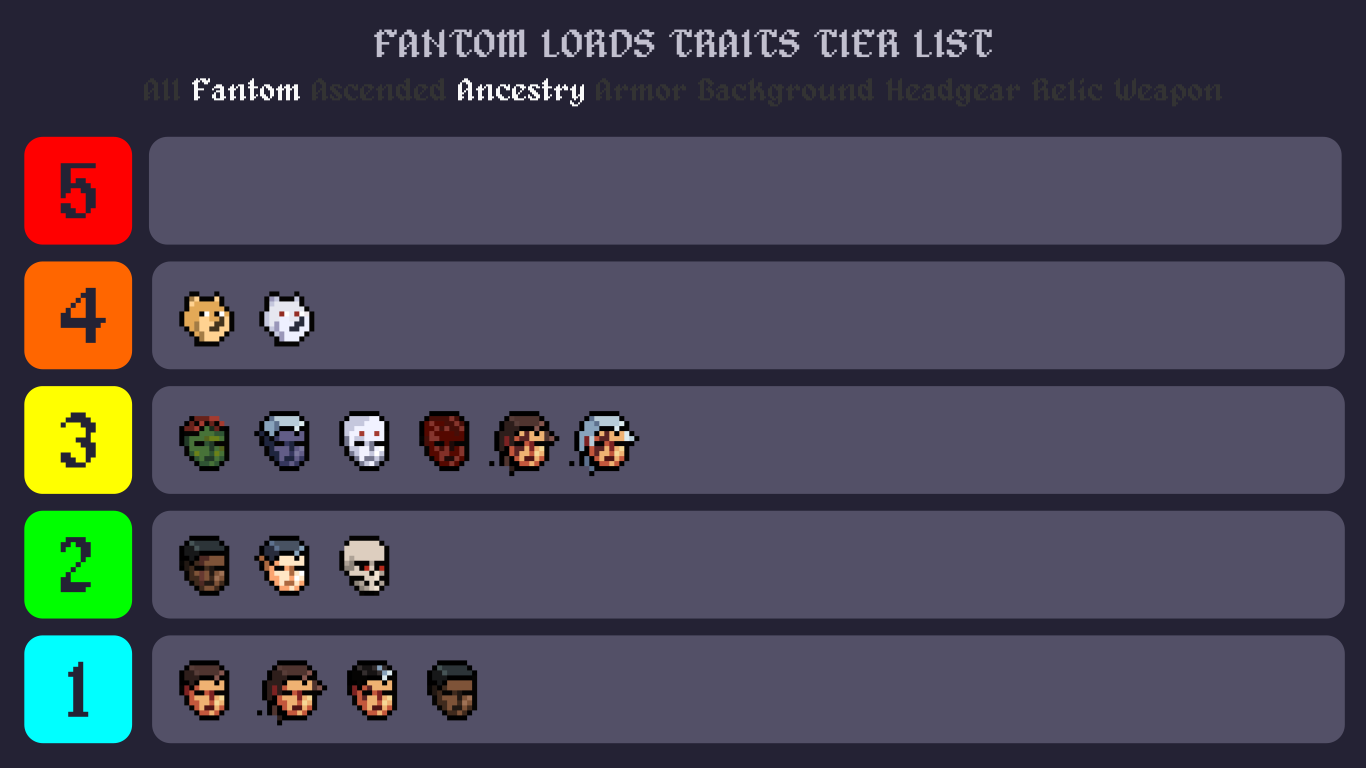 FANTOM LORDS TRAITS TIER LIST
All Fantom Ascended Ancestry Armor Background Headgear Relic Weapon
5
4
3
2
1